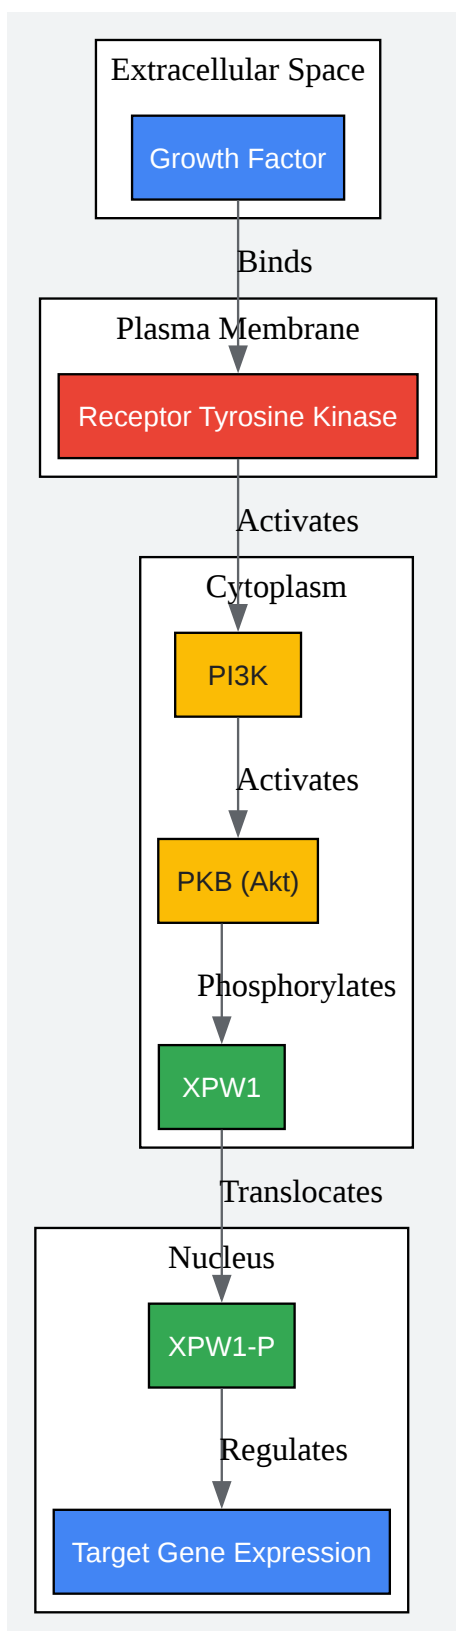 Extracellular Space
Growth Factor
Binds
Plasma Membrane
Receptor Tyrosine Kinase
Activates
Cytoplasm
PI3K
Activates
PKB (Akt)
Phosphorylates
XPW1
Translocates
Nucleus
XPW1-P
Regulates
Target Gene Expression